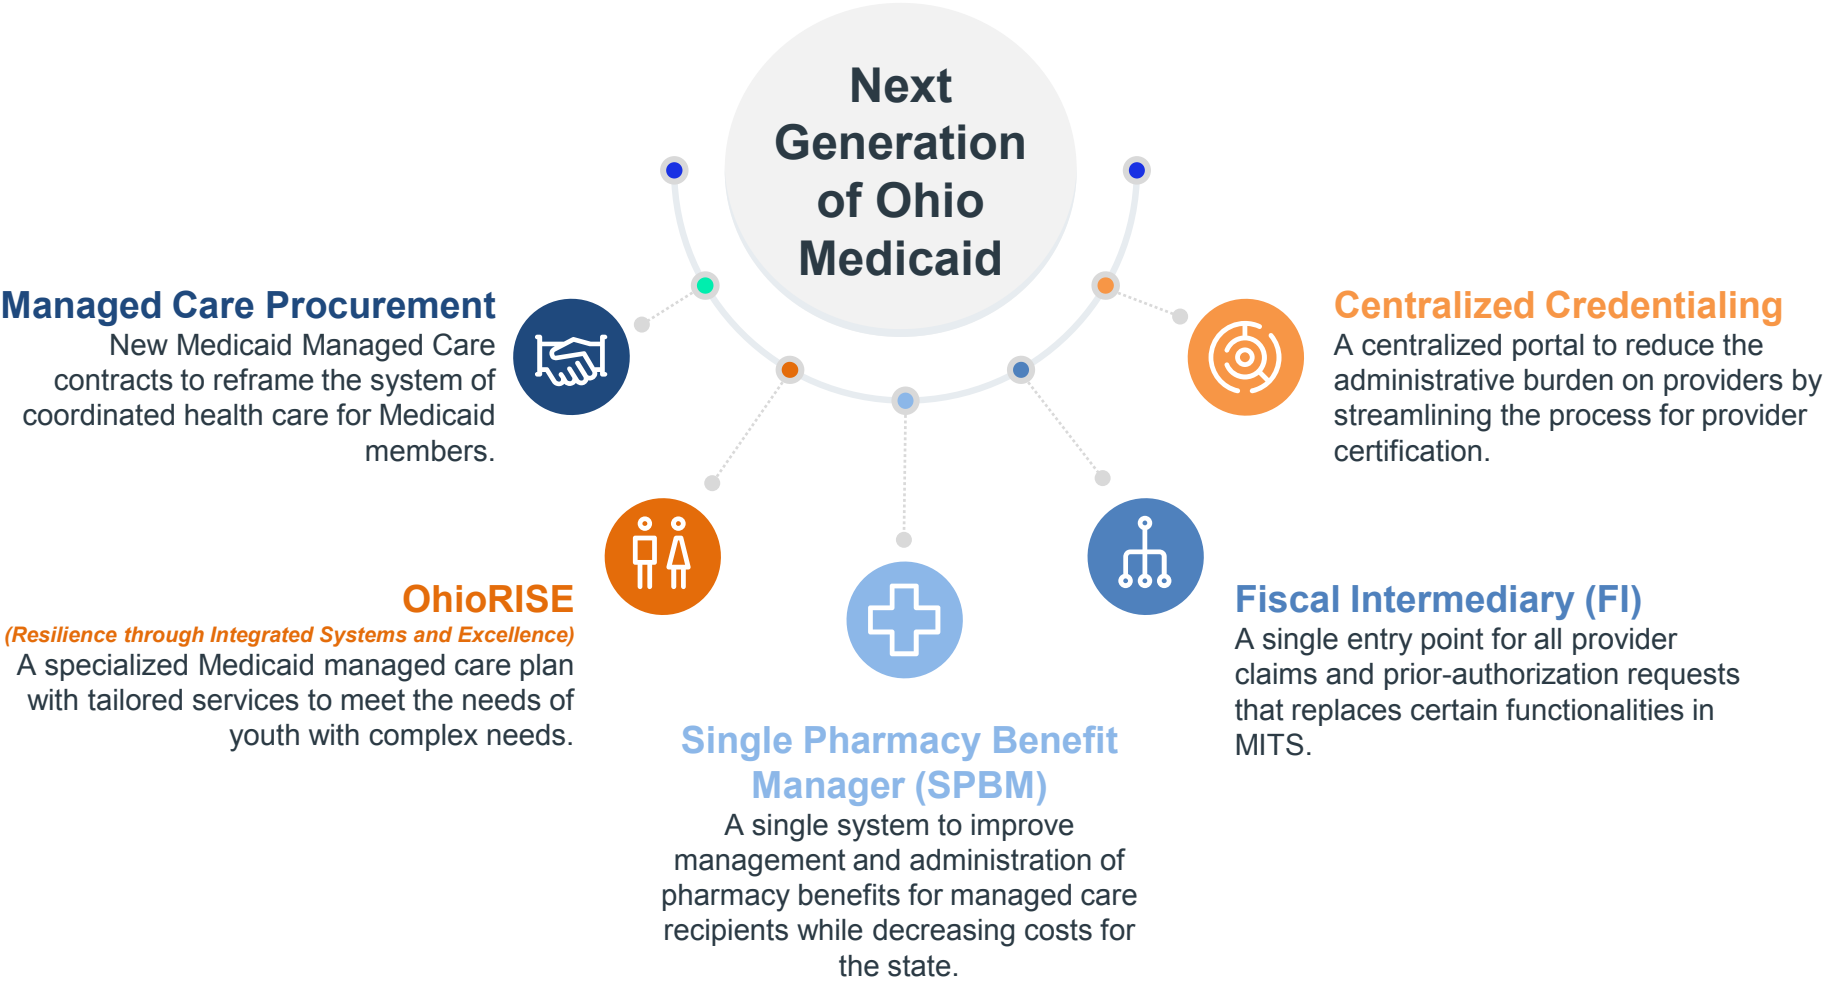 Next
Generation
of Ohio
Medicaid
Managed Care Procurement
New Medicaid Managed Care
contracts to reframe the system of
coordinated health care for Medicaid
members.
OhioRISE
(Resilience through Integrated Systems and Excellence)
A specialized Medicaid managed care plan
with tailored services to meet the needs of
youth with complex needs.
Single Pharmacy Benefit
Manager (SPBM)
A single system to improve
management and administration of
pharmacy benefits for managed care
recipients while decreasing costs for
the state.
Fiscal Intermediary (FI)
A single entry point for all provider
claims and prior-authorization requests
that replaces certain functionalities in
MITS.
Centralized Credentialing
A centralized portal to reduce the
administrative burden on providers by
streamlining the process for provider
certification.